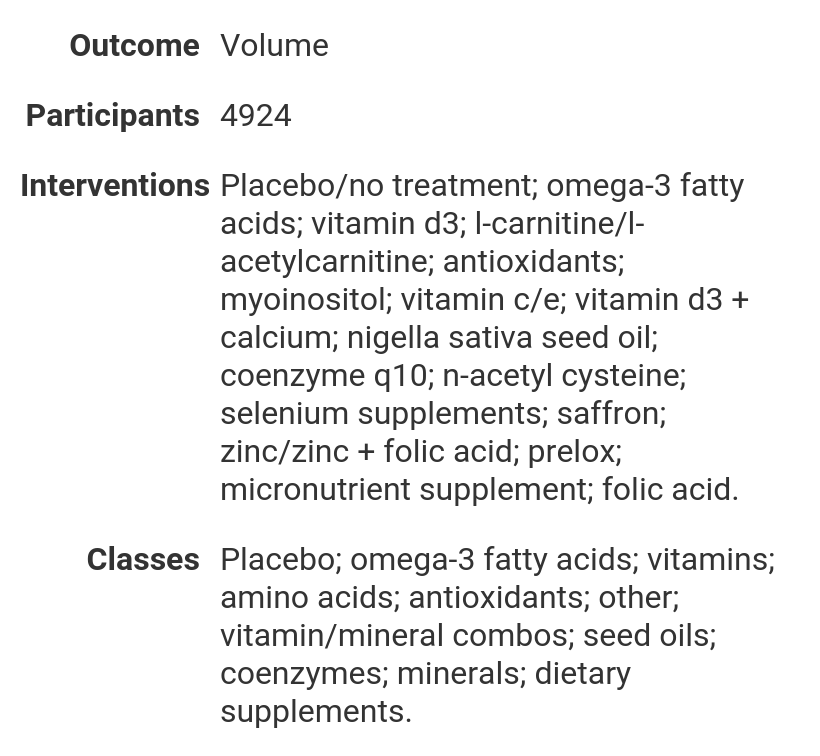 Outcome Volume
Participants 4924
Interventions Placebo/no treatment; omega-3 fatty
acids; vitamin d3; l-carnitine/l-
acetylcarnitine; antioxidants;
myoinositol; vitamin c/e; vitamin d3 +
calcium; nigella sativa seed oil;
coenzyme q10; n-acetyl cysteine;
selenium supplements; saffron;
zinc/zinc + folic acid; prelox;
micronutrient supplement; folic acid.
Classes Placebo; omega-3 fatty acids; vitamins;
amino acids; antioxidants; other;
vitamin/mineral combos; seed oils;
coenzymes; minerals; dietary
supplements.